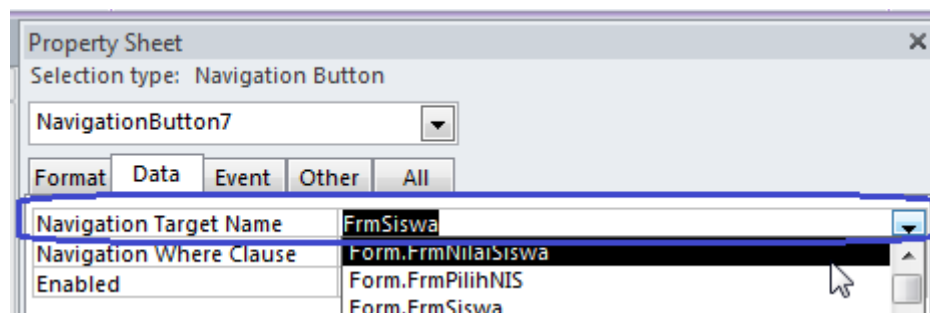 Property Sheet
Selection type: Navigation Button
NavigationButton7
Format Data Event Other All
Navigation Target Name FrmSiswa
Navigation Where Clause Form.FrmNilaiSiswa
Enabled Form.FrmPilihNIS
Form.FrmSiswa